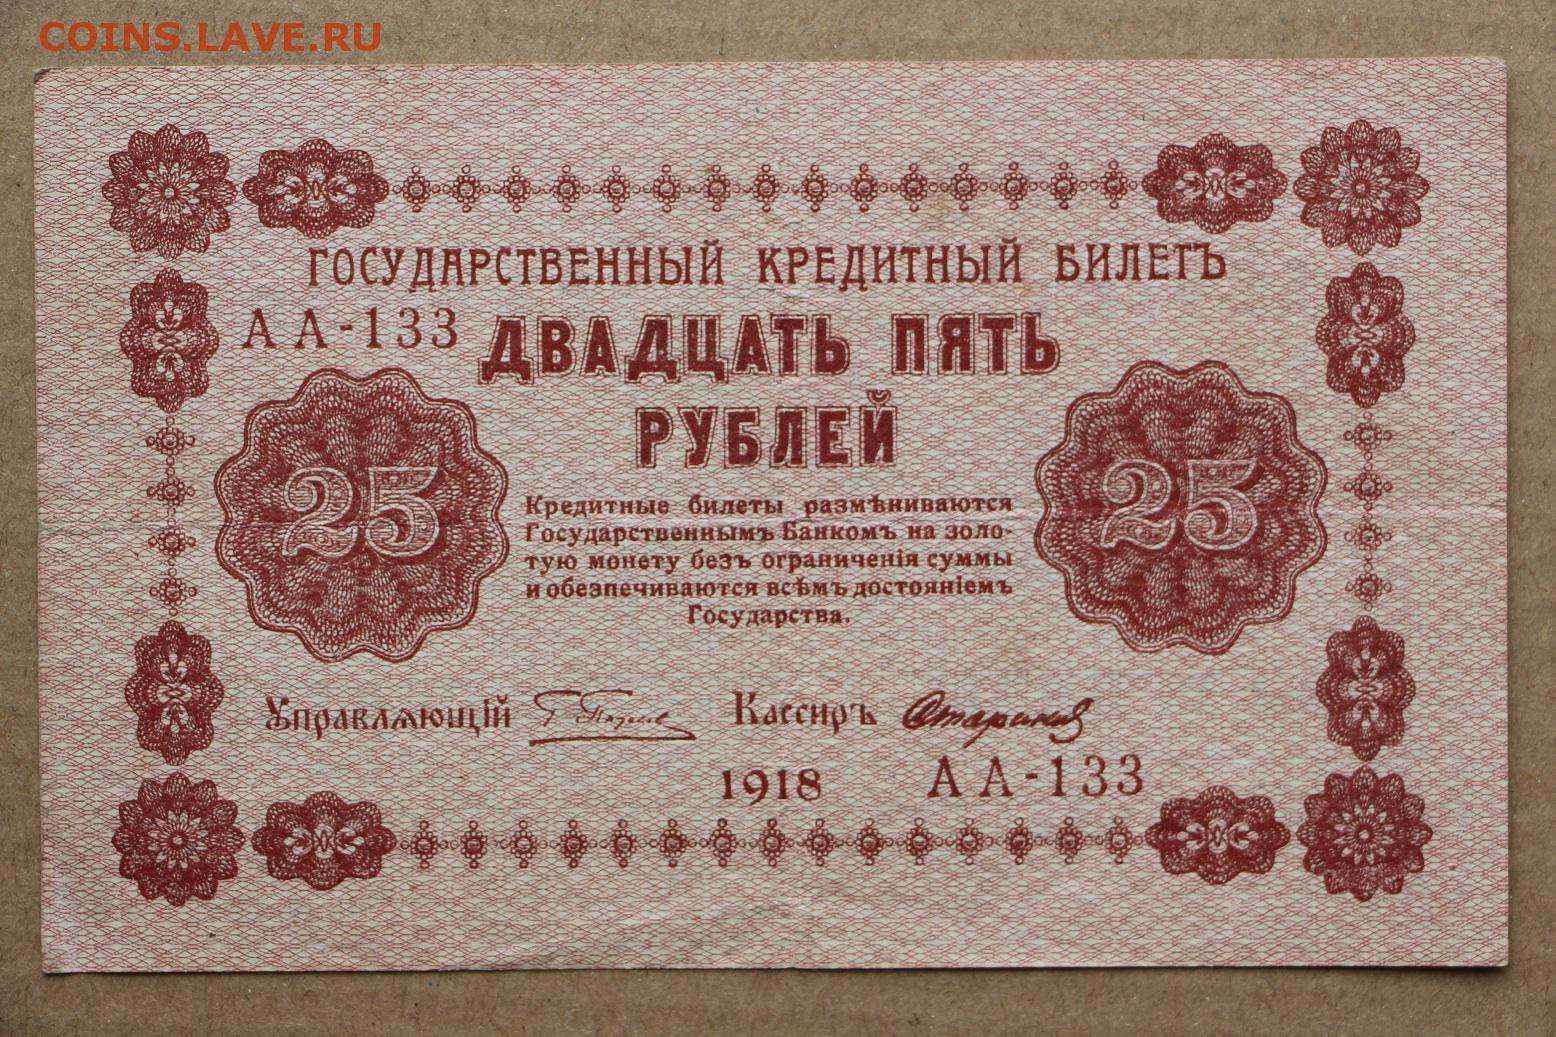 COINS.LAVE.RU
ГОСУДАРСТВЕННЫЙ КРЕДИТНЫЙ БИЛЕТЪ
АА-133
ДВАДЦАТЬ ПЯТЬ
РУБЛЕЙ
25
25
Кредитные билеты размѣниваются
Государственнымъ Банкомъ на золо-
тую монету безъ ограниченія суммы
и обезпечиваются всѣмъ достояніемъ
Государства.
Управляющій
Кассиръ
1918
АА-133